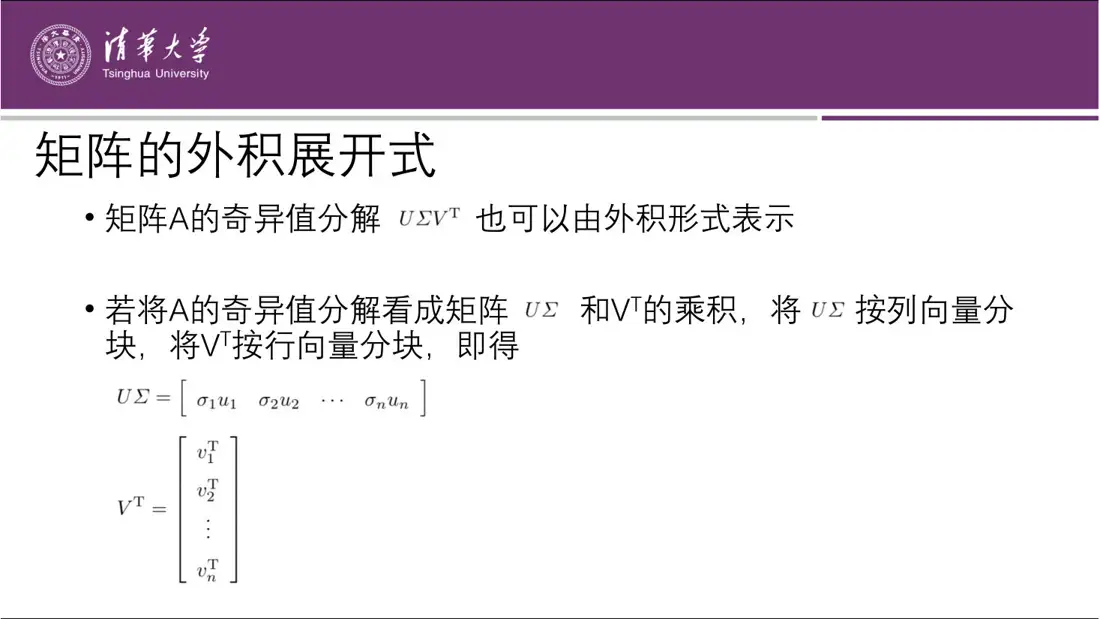 清华大学
Tsinghua University
矩阵的外积展开式
• 矩阵A的奇异值分解 UΣV^T 也可以由外积形式表示
• 若将A的奇异值分解看成矩阵 UΣ 和V^T的乘积，将 UΣ 按列向量分
块，将V^T按行向量分块，即得
UΣ = [ σ₁u₁ σ₂u₂ ⋯ σₙuₙ ]
V^T = [ v₁^T
v₂^T
⋮
vₙ^T ]